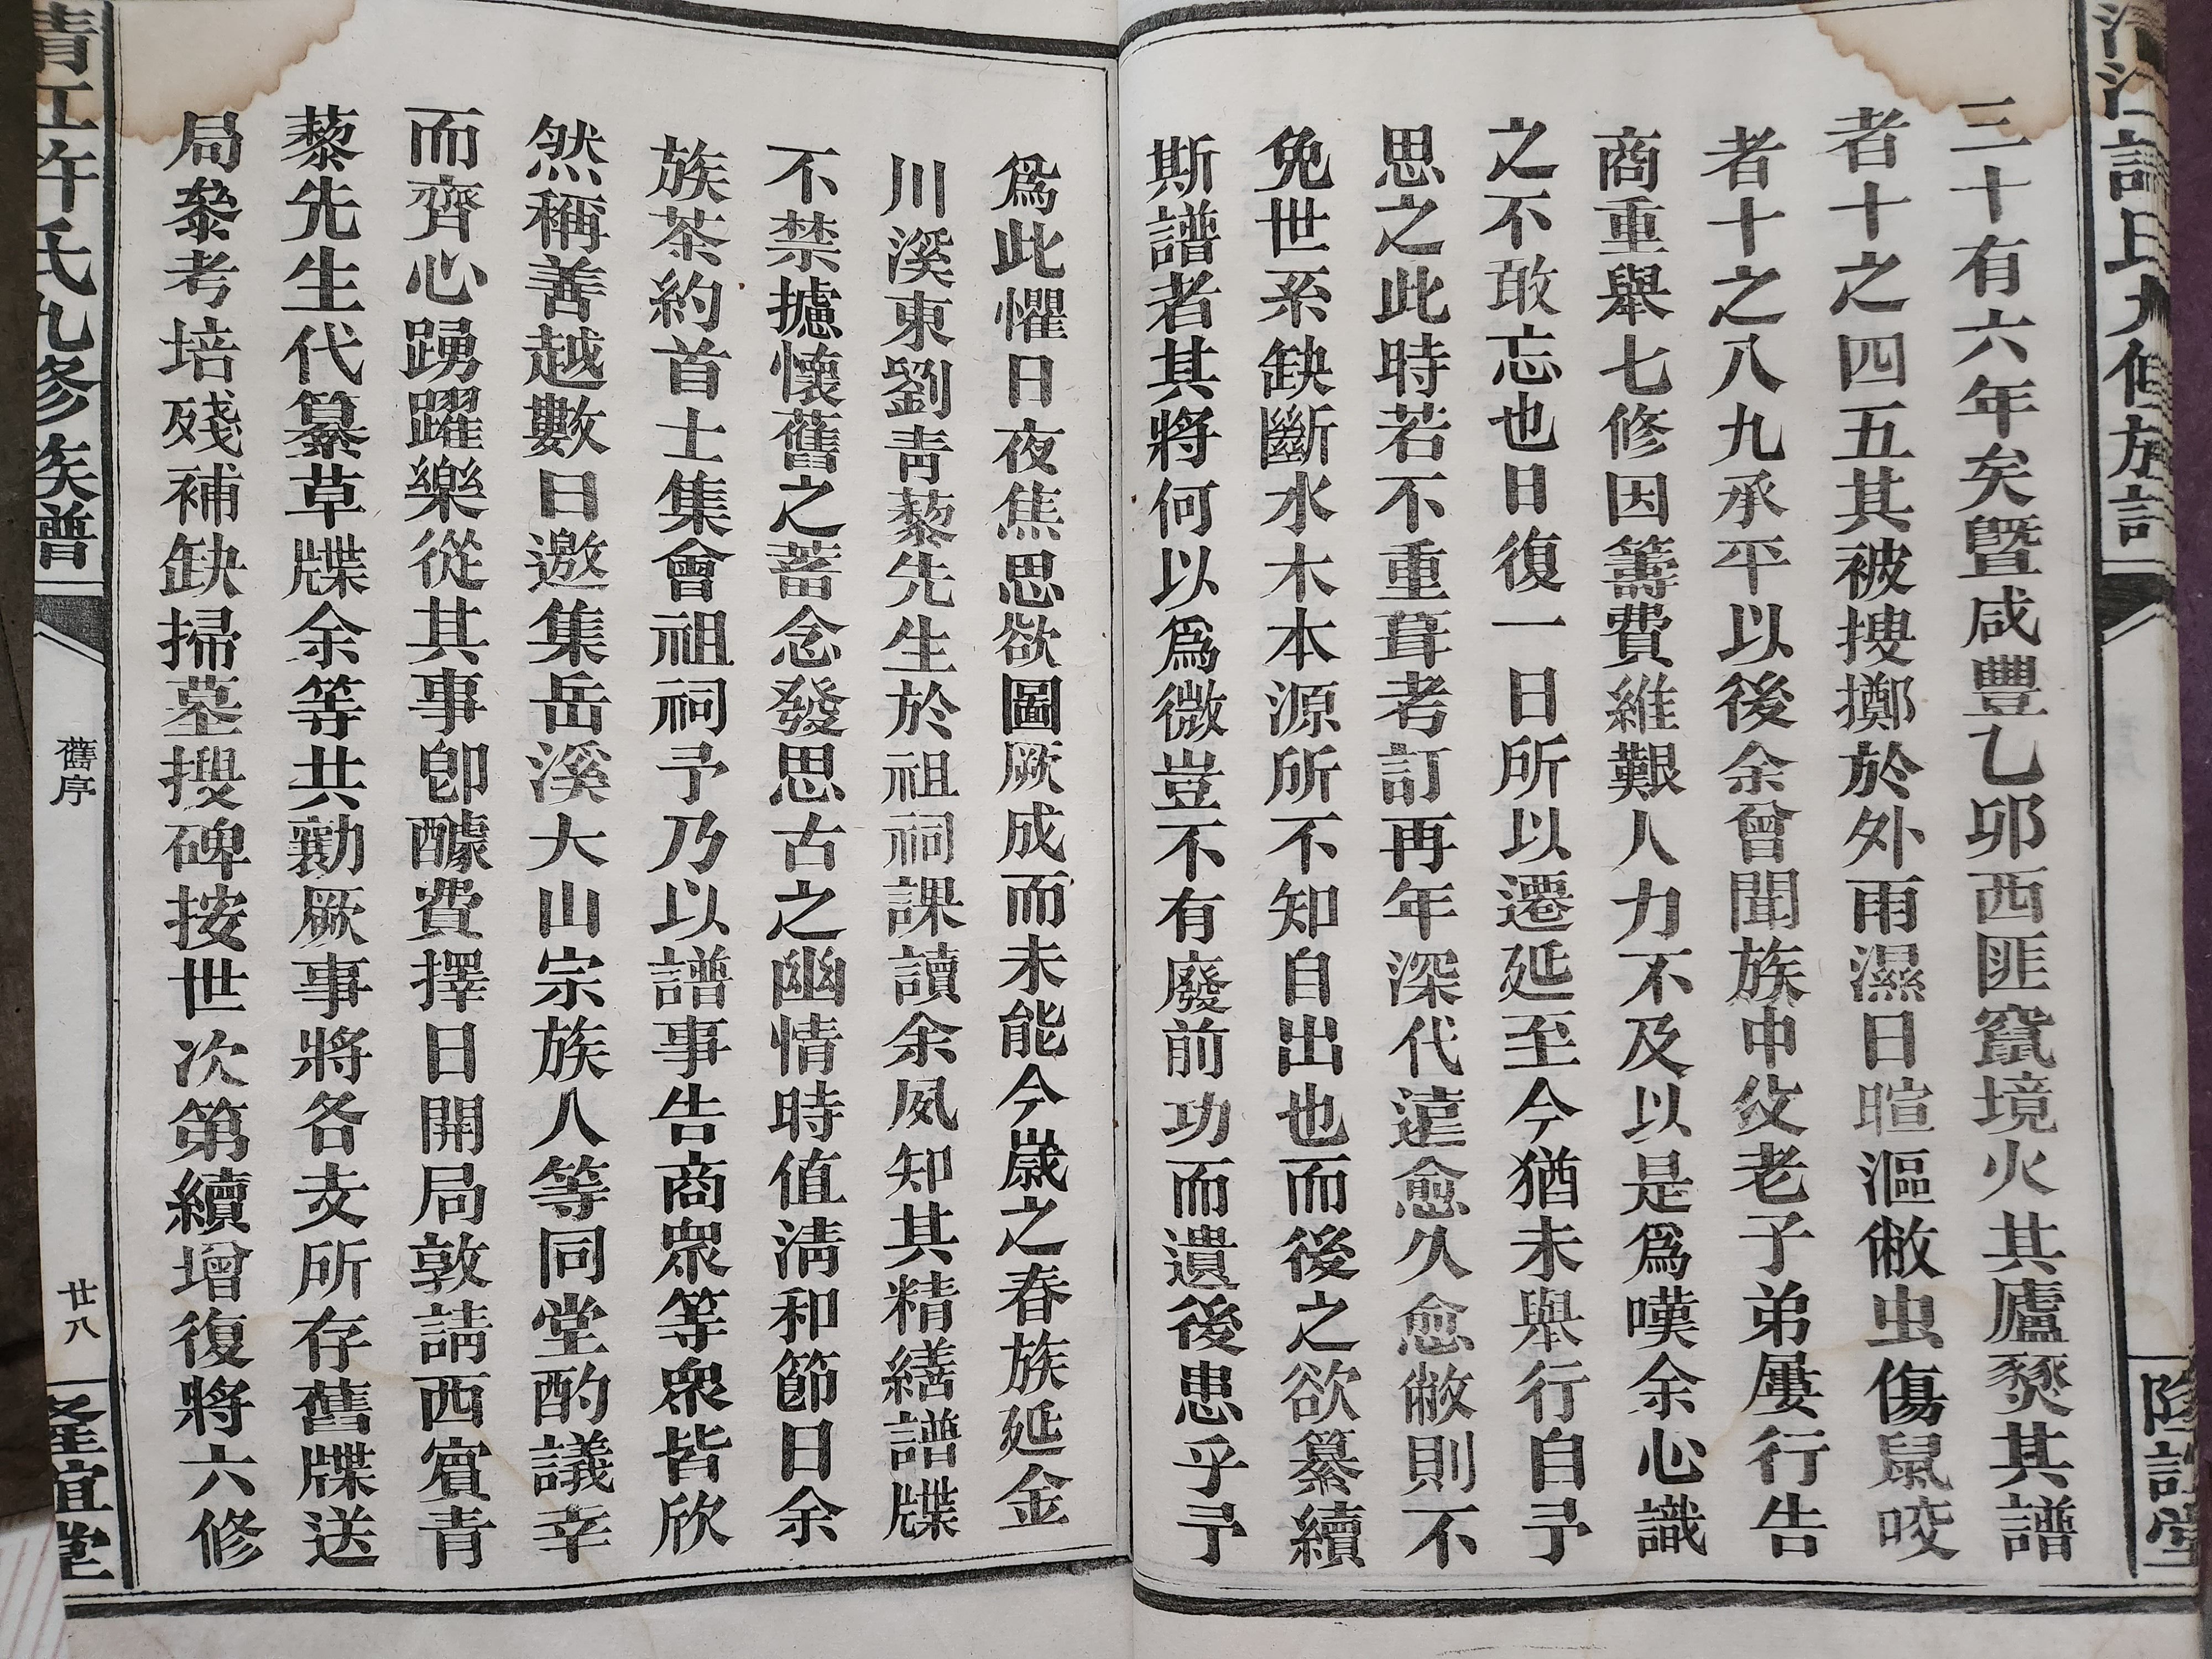 三十有六年矣曁咸豐乙卯西匪竄境火其廬燹其譜
者十之四五其被搜擲於外雨濕日暄漚敝虫傷鼠咬
者十之八九承平以後余曾聞族中攵老子弟屢行告
商重舉七修因籌費維艱人力不及以是爲嘆余心識
之不敢忘也日復一日所以遷延至今猶未舉行自予
思之此時若不重葺考訂再年深代遠愈久愈敝則不
免世系缺斷水木本源所不知自出也而後之欲纂續
斯譜者其將何以爲微豈不有廢前功而遺後患乎予
爲此懼日夜焦思欲圖厥成而未能今歲之春族延金
川溪東劉靑藜先生於祖祠課讀余夙知其精繕譜牒
不禁攄懷舊之蓄念發思古之幽情時值淸和節日余
族茶約首士集會祖祠予乃以譜事告商衆等衆皆欣
然稱善越數日邀集岳溪大山宗族人等同堂酌議幸
而齊心踴躍樂從其事卽醵費擇日開局敦請西賓青
藜先生代纂草牒余等共勷厥事將各支所存舊牒送
局叅考培殘補缺掃墓搜碑按世次第續增復將六修
清江許氏九修族譜
舊序
廿八
隆誼堂